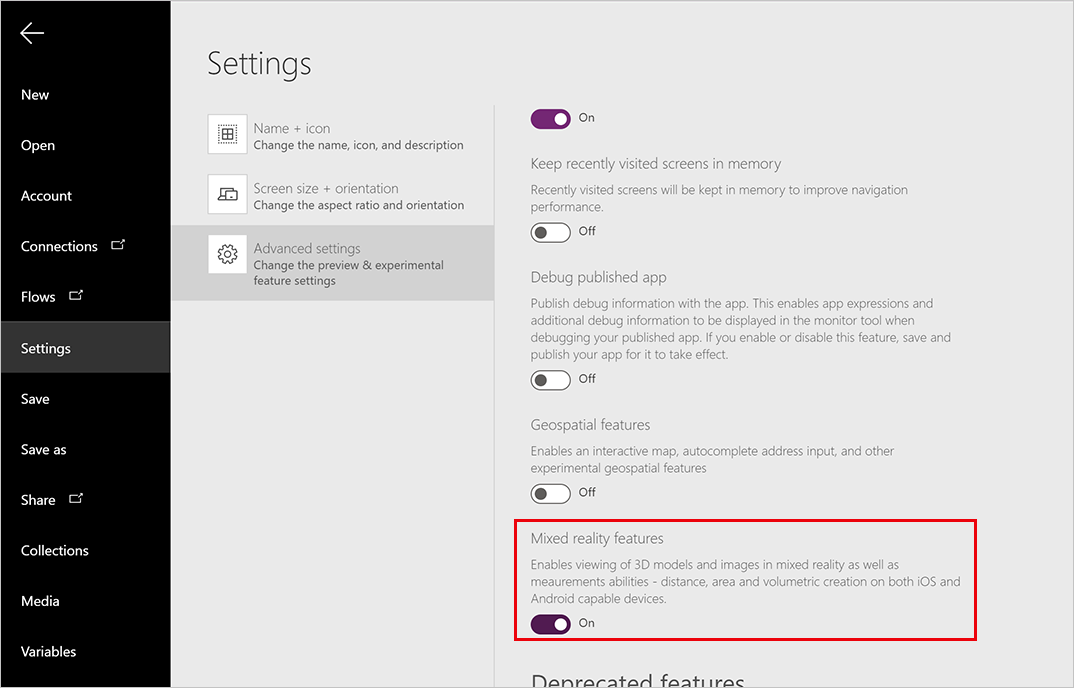 New
Open
Account
Connections
Flows
Settings
Save
Save as
Share
Collections
Media
Variables
Settings
Name + icon
Change the name, icon, and description
Screen size + orientation
Change the aspect ratio and orientation
Advanced settings
Change the preview & experimental
feature settings
On
Keep recently visited screens in memory
Recently visited screens will be kept in memory to improve navigation
performance.
Off
Debug published app
Publish debug information with the app. This enables app expressions and
additional debug information to be displayed in the monitor tool when
debugging your published app. If you enable or disable this feature, save and
publish your app for it to take effect.
Off
Geospatial features
Enables an interactive map, autocomplete address input, and other
experimental geospatial features
Off
Mixed reality features
Enables viewing of 3D models and images in mixed reality as well as
meaurements abilities - distance, area and volumetric creation on both iOS and
Android capable devices.
On
Deprecated features